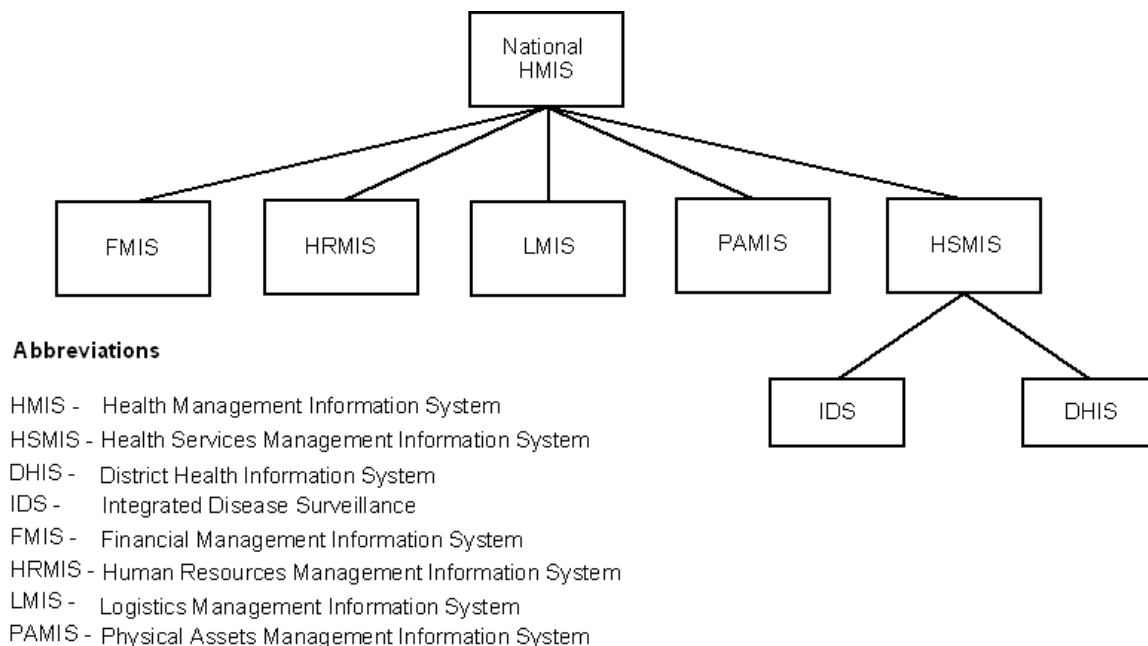 National
HMIS
FMIS
HRMIS
LMIS
PAMIS
HSMIS
IDS
DHIS
Abbreviations
HMIS - Health Management Information System
HSMIS - Health Services Management Information System
DHIS - District Health Information System
IDS - Integrated Disease Surveillance
FMIS - Financial Management Information System
HRMIS - Human Resources Management Information System
LMIS - Logistics Management Information System
PAMIS - Physical Assets Management Information System